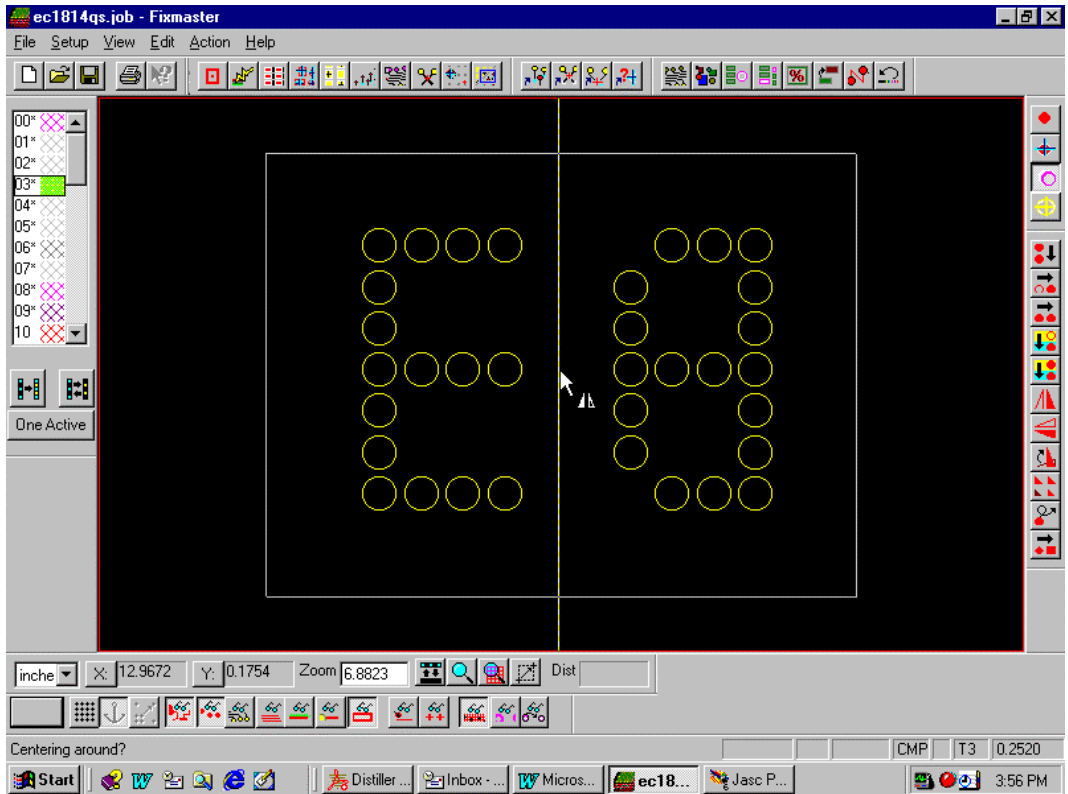 ec1814qs.job - Fixmaster
File Setup View Edit Action Help
00*
01*
02*
03*
04*
05*
06*
07*
08*
09*
10
One Active
inche X: 12.9672 Y: 0.1754 Zoom 6.8823 Dist
Centering around? CMP T3 0.2520
Start Distiller ... Inbox - ... Micros... ec18... Jasc P... 3:56 PM